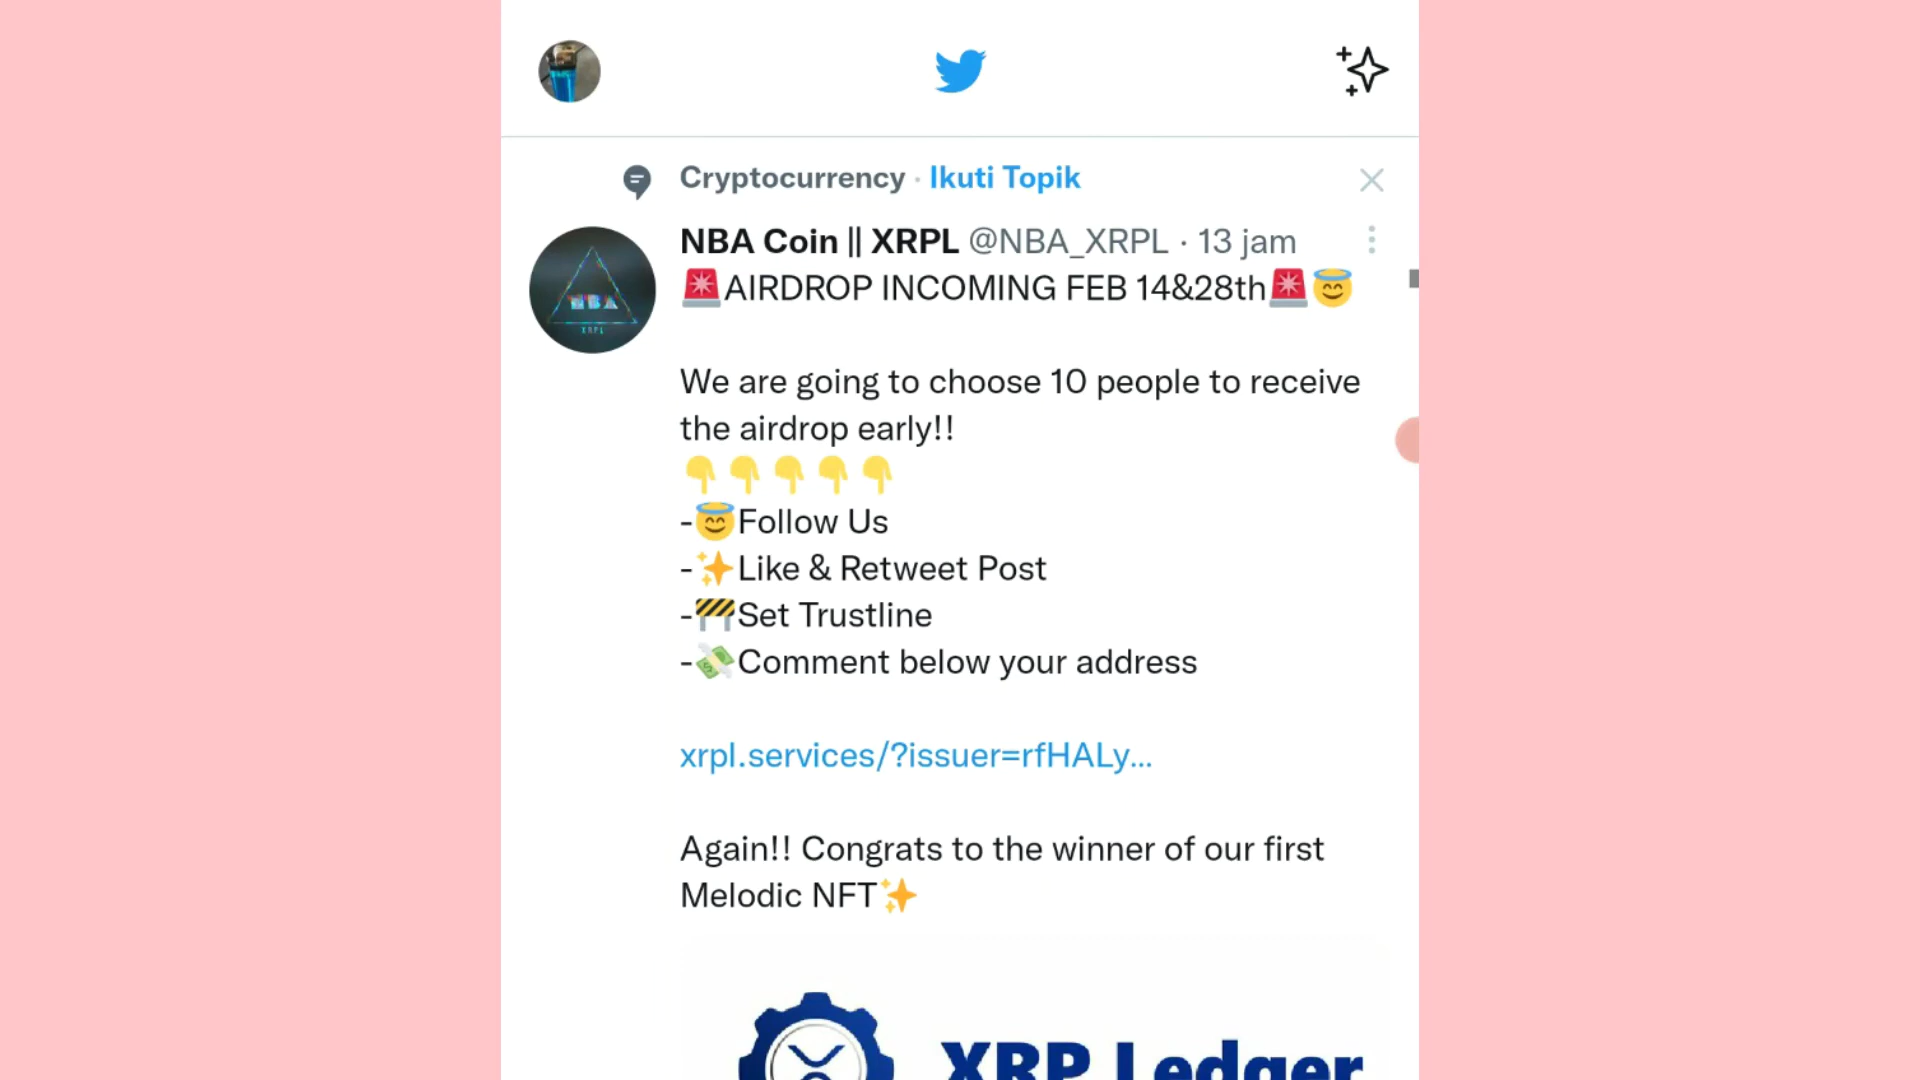 Cryptocurrency · Ikuti Topik
NBA Coin || XRPL @NBA_XRPL · 13 jam
🚨AIRDROP INCOMING FEB 14&28th🚨😇
We are going to choose 10 people to receive
the airdrop early!!
👇👇👇👇👇
-😇Follow Us
-✨Like & Retweet Post
-🚧Set Trustline
-💸Comment below your address
xrpl.services/?issuer=rfHALy...
Again!! Congrats to the winner of our first
Melodic NFT✨
NBA
XRPL
XRP Ledger